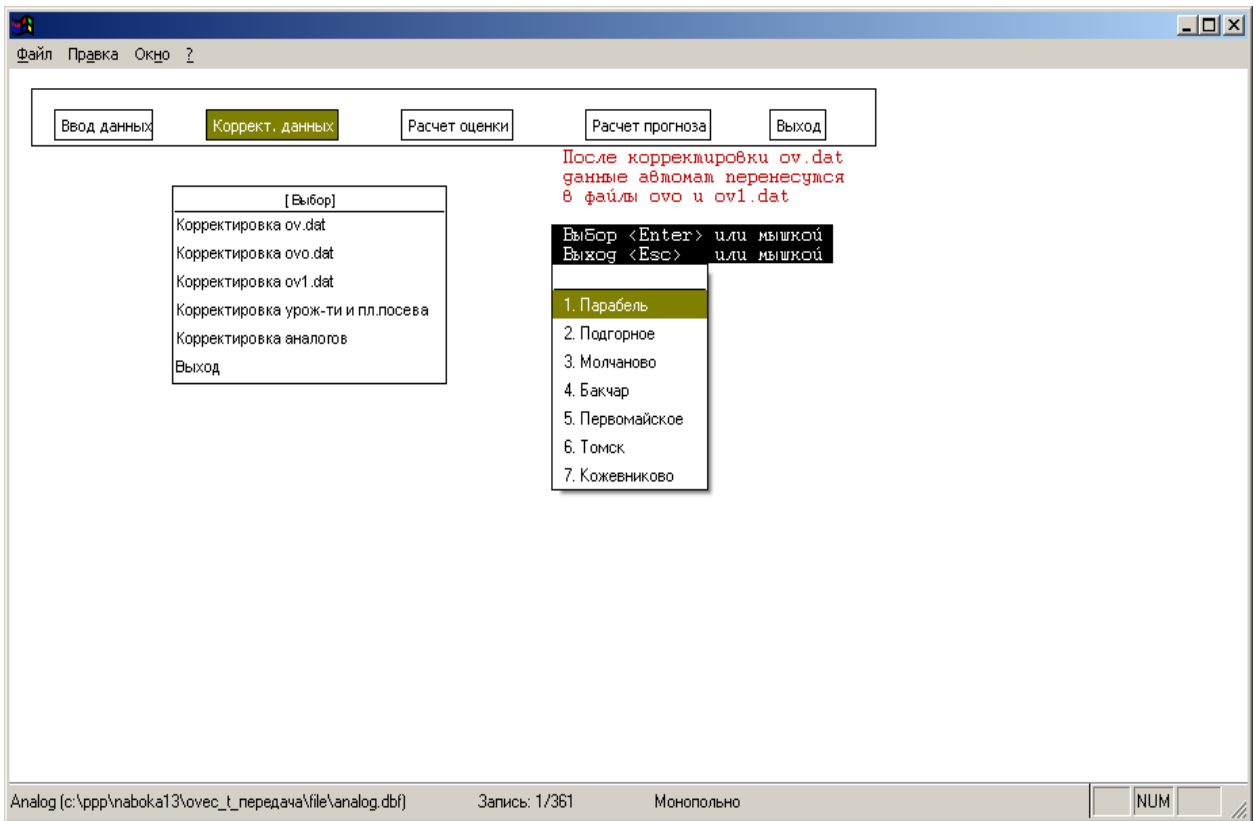 Файл Правка Окно ?
Ввод данных Коррект. данных Расчет оценки Расчет прогноза Выход
После корректировки ov.dat
данные автомат перенесутся
в файлы ovo и ov1.dat
[Выбор]
Корректировка ov.dat
Корректировка ovo.dat
Корректировка ov1.dat
Корректировка урож-ти и пл.посева
Корректировка аналогов
Выход
Выбор <Enter> или мышкой
Выход <Esc> или мышкой
1. Парабель
2. Подгорное
3. Молчаново
4. Бакчар
5. Первомайское
6. Томск
7. Кожевниково
Analog (c:\ppp\naboka13\ovec_t_передача\file\analog.dbf) Запись: 1/361 Монопольно NUM